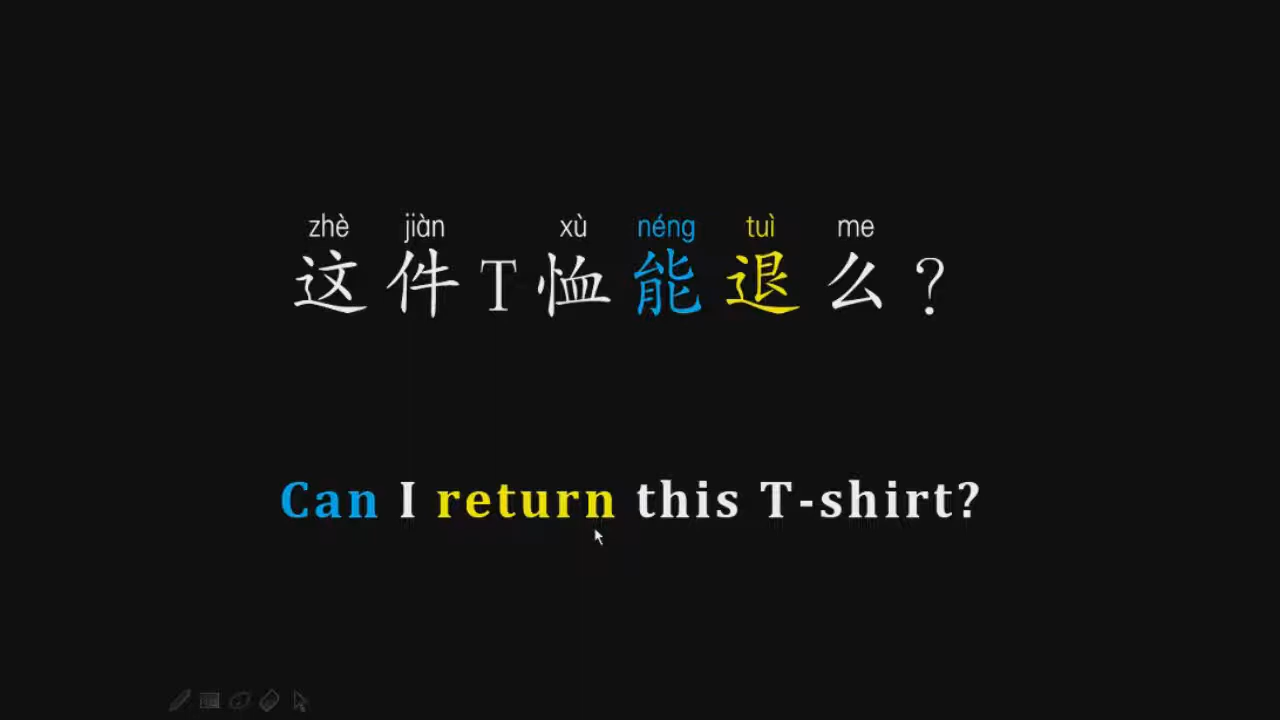 zhè jiàn xù néng tuì me
这件T恤能退么？
Can I return this T-shirt?